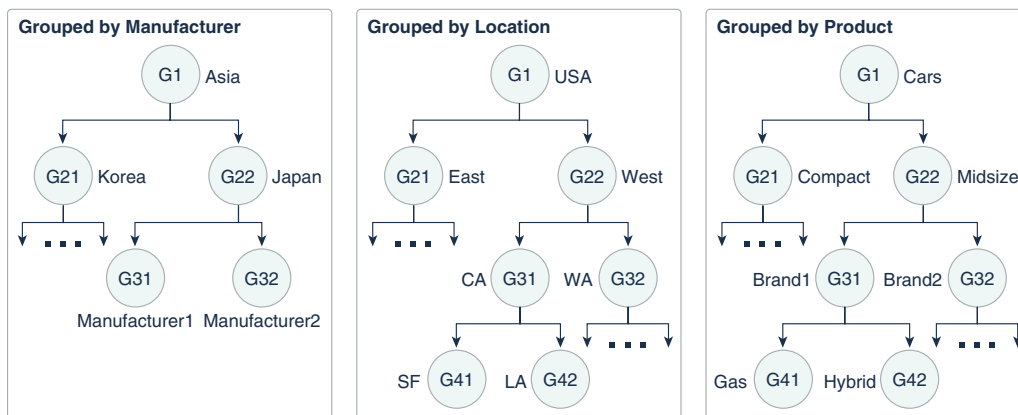 Grouped by Manufacturer
G1 Asia
G21 Korea G22 Japan
G31 G32
Manufacturer1 Manufacturer2
Grouped by Location
G1 USA
G21 East G22 West
CA G31 WA G32
SF G41 LA G42
Grouped by Product
G1 Cars
G21 Compact G22 Midsize
Brand1 G31 Brand2 G32
Gas G41 Hybrid G42